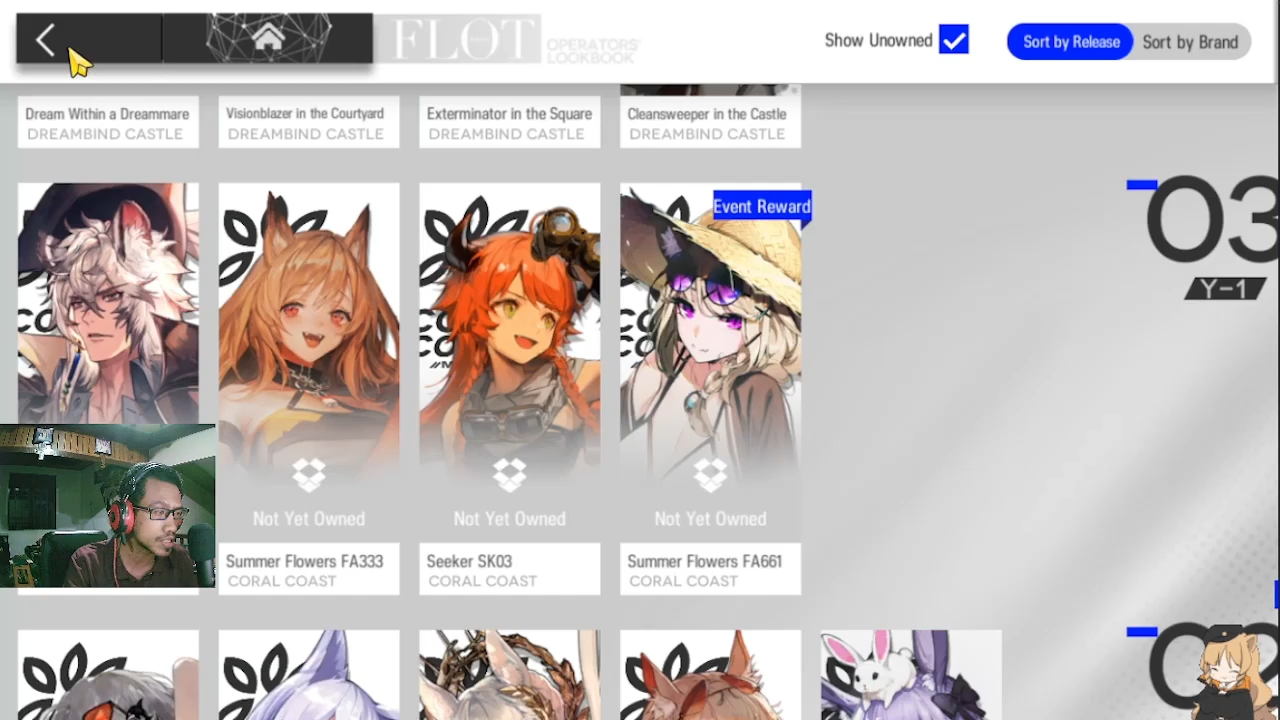 FLOT
OPERATORS'
LOOKBOOK
Show Unowned
Sort by Release
Sort by Brand
Dream Within a Dreammare
DREAMBIND CASTLE
Visionblazer in the Courtyard
DREAMBIND CASTLE
Exterminator in the Square
DREAMBIND CASTLE
Cleansweeper in the Castle
DREAMBIND CASTLE
03
Y-1
Event Reward
Not Yet Owned
Not Yet Owned
Not Yet Owned
Summer Flowers FA333
CORAL COAST
Seeker SK03
CORAL COAST
Summer Flowers FA661
CORAL COAST